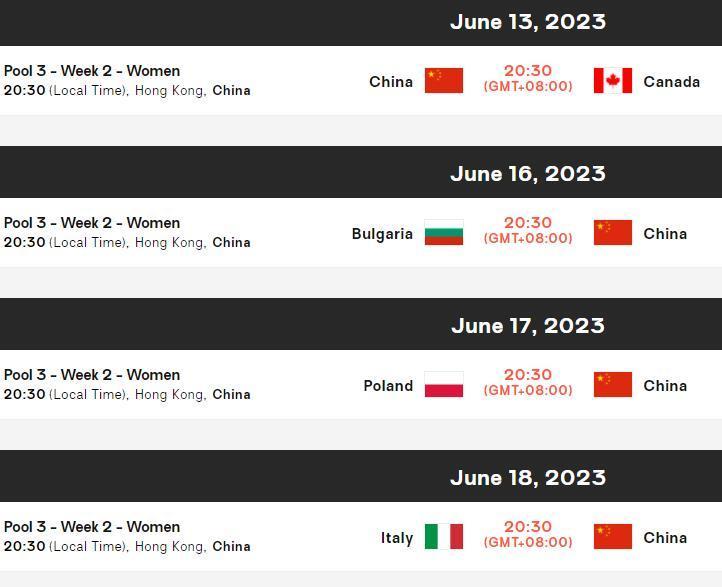 June 13, 2023
Pool 3 - Week 2 - Women
20:30 (Local Time), Hong Kong, China
China 20:30 (GMT+08:00) Canada
June 16, 2023
Pool 3 - Week 2 - Women
20:30 (Local Time), Hong Kong, China
Bulgaria 20:30 (GMT+08:00) China
June 17, 2023
Pool 3 - Week 2 - Women
20:30 (Local Time), Hong Kong, China
Poland 20:30 (GMT+08:00) China
June 18, 2023
Pool 3 - Week 2 - Women
20:30 (Local Time), Hong Kong, China
Italy 20:30 (GMT+08:00) China